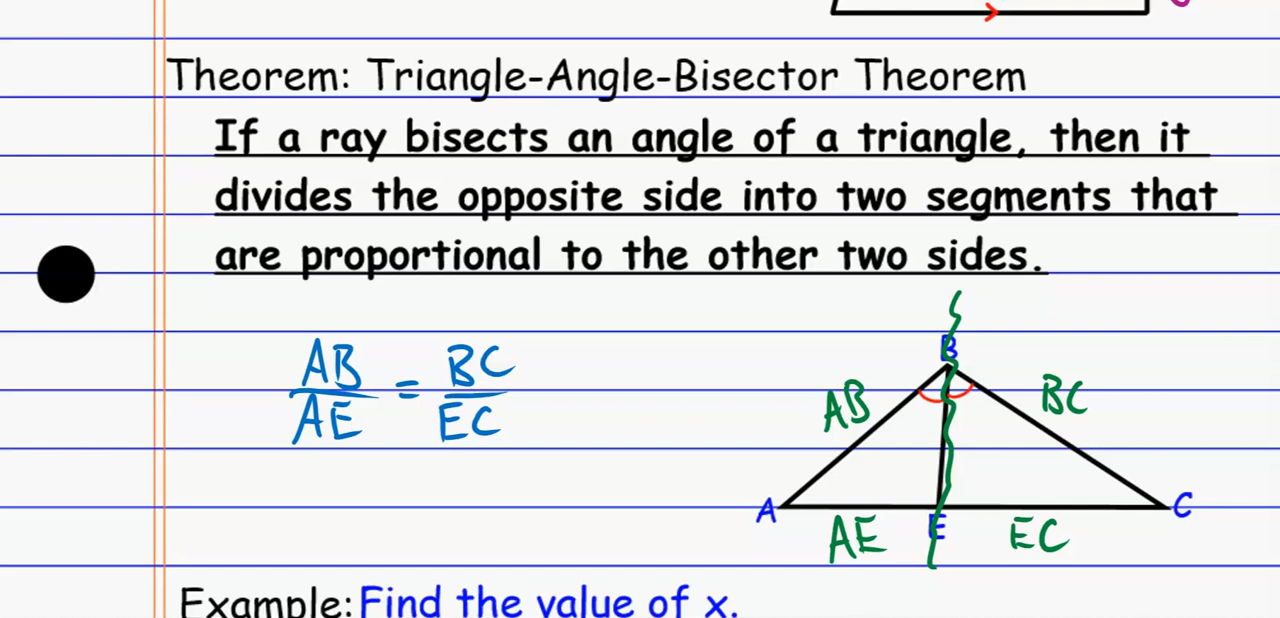 Theorem: Triangle-Angle-Bisector Theorem
If a ray bisects an angle of a triangle, then it
divides the opposite side into two segments that
are proportional to the other two sides.
AB/AE = BC/EC
B
AB BC
A C
AE E EC
Example: Find the value of x.